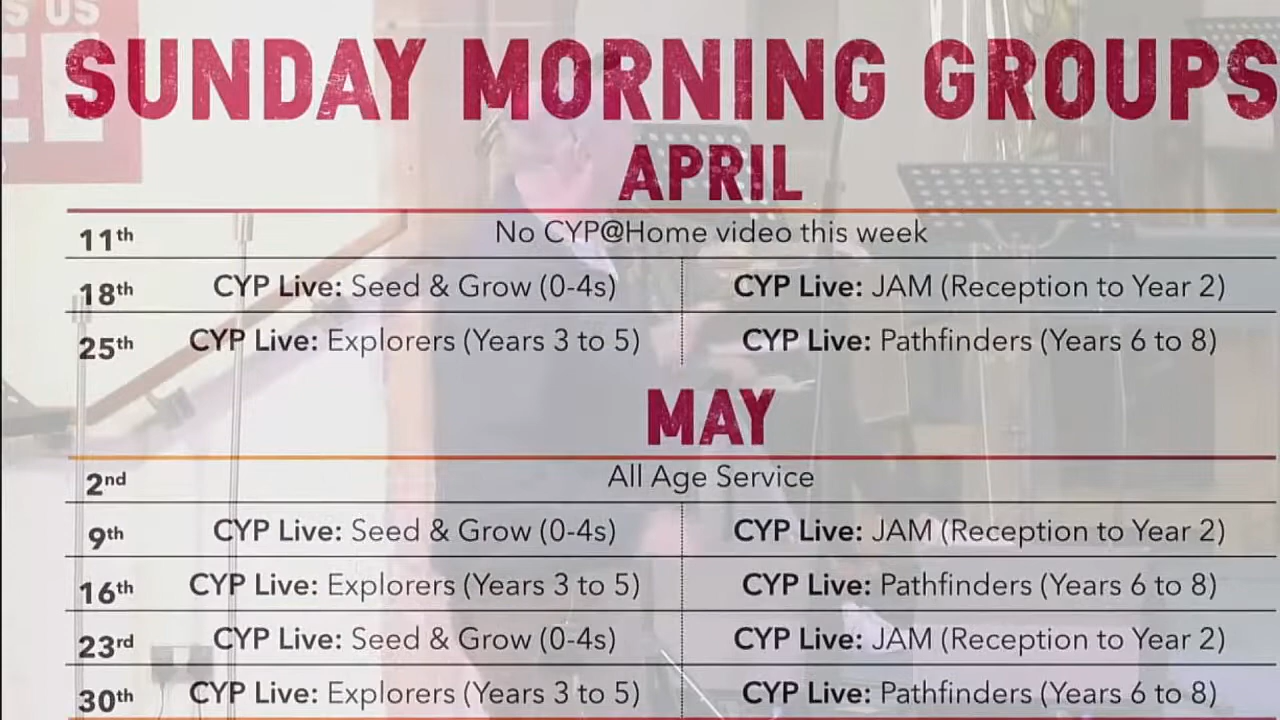 S US
SUNDAY MORNING GROUPS
APRIL
11th No CYP@Home video this week
18th CYP Live: Seed & Grow (0-4s) CYP Live: JAM (Reception to Year 2)
25th CYP Live: Explorers (Years 3 to 5) CYP Live: Pathfinders (Years 6 to 8)
MAY
2nd All Age Service
9th CYP Live: Seed & Grow (0-4s) CYP Live: JAM (Reception to Year 2)
16th CYP Live: Explorers (Years 3 to 5) CYP Live: Pathfinders (Years 6 to 8)
23rd CYP Live: Seed & Grow (0-4s) CYP Live: JAM (Reception to Year 2)
30th CYP Live: Explorers (Years 3 to 5) CYP Live: Pathfinders (Years 6 to 8)